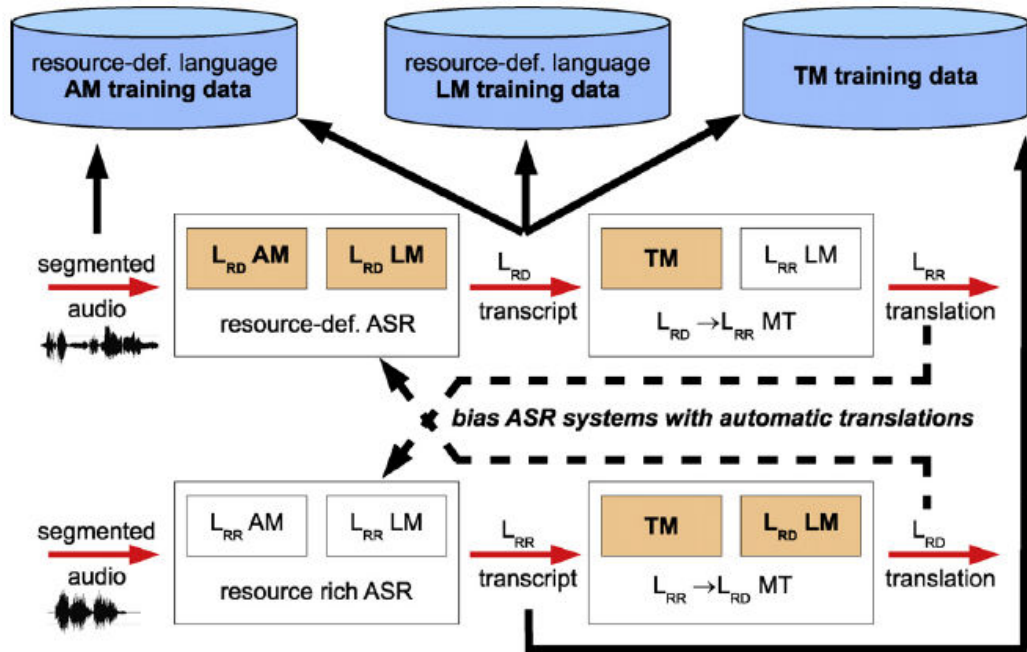 resource-def. language
AM training data
resource-def. language
LM training data
TM training data
segmented
audio
L_RD AM
L_RD LM
resource-def. ASR
L_RD
transcript
TM
L_RR LM
L_RD →L_RR MT
L_RR
translation
bias ASR systems with automatic translations
segmented
audio
L_RR AM
L_RR LM
resource rich ASR
L_RR
transcript
TM
L_RD LM
L_RR →L_RD MT
L_RD
translation